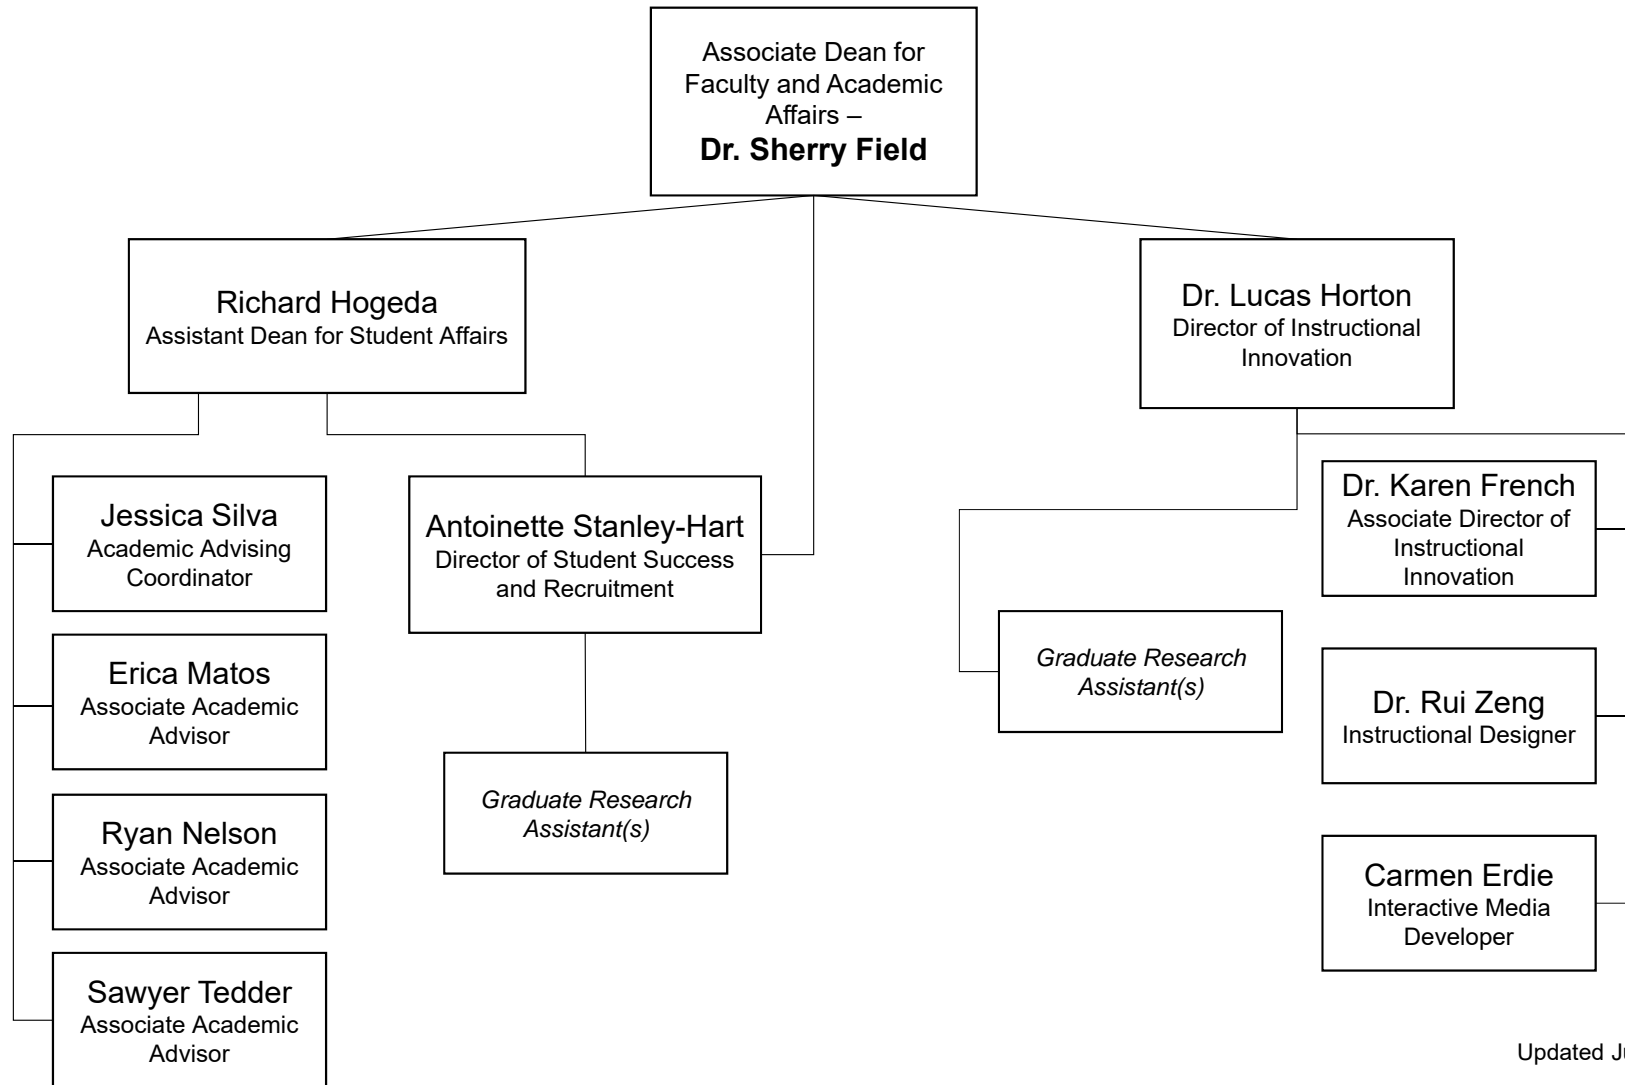 Associate Dean for
Faculty and Academic
Affairs –
Dr. Sherry Field
Richard Hogeda
Assistant Dean for Student Affairs
Dr. Lucas Horton
Director of Instructional
Innovation
Jessica Silva
Academic Advising
Coordinator
Erica Matos
Associate Academic
Advisor
Ryan Nelson
Associate Academic
Advisor
Sawyer Tedder
Associate Academic
Advisor
Antoinette Stanley-Hart
Director of Student Success
and Recruitment
Graduate Research
Assistant(s)
Graduate Research
Assistant(s)
Dr. Karen French
Associate Director of
Instructional
Innovation
Dr. Rui Zeng
Instructional Designer
Carmen Erdie
Interactive Media
Developer
Updated